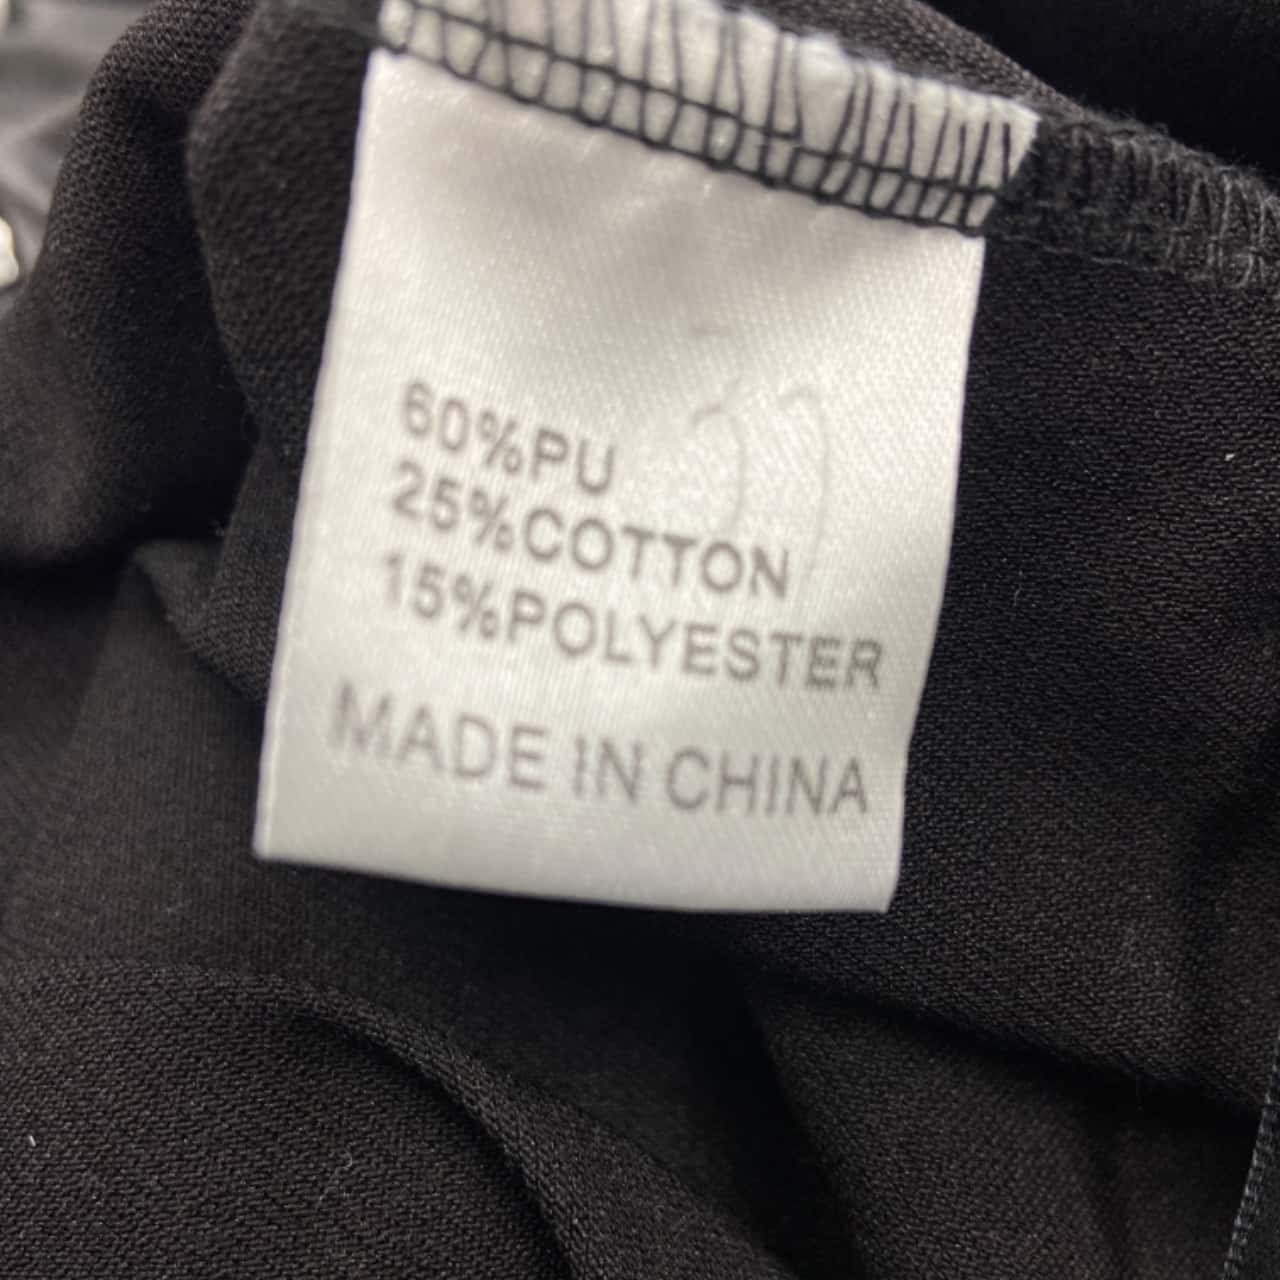 60%PU
25%COTTON
15%POLYESTER
MADE IN CHINA